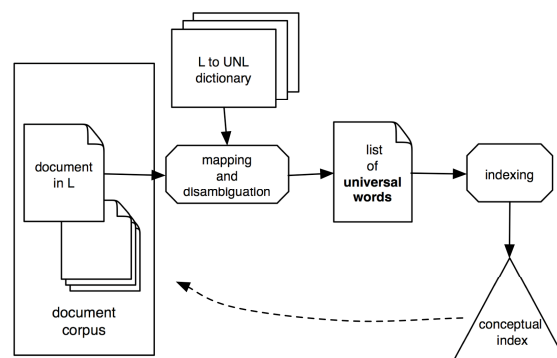 L to UNL
dictionary
document
in L
mapping
and
disambiguation
list
of
universal
words
indexing
document
corpus
conceptual
index